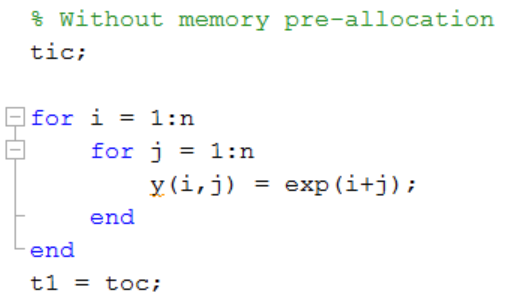 % Without memory pre-allocation
tic;
for i = 1:n
for j = 1:n
y(i,j) = exp(i+j);
end
end
t1 = toc;